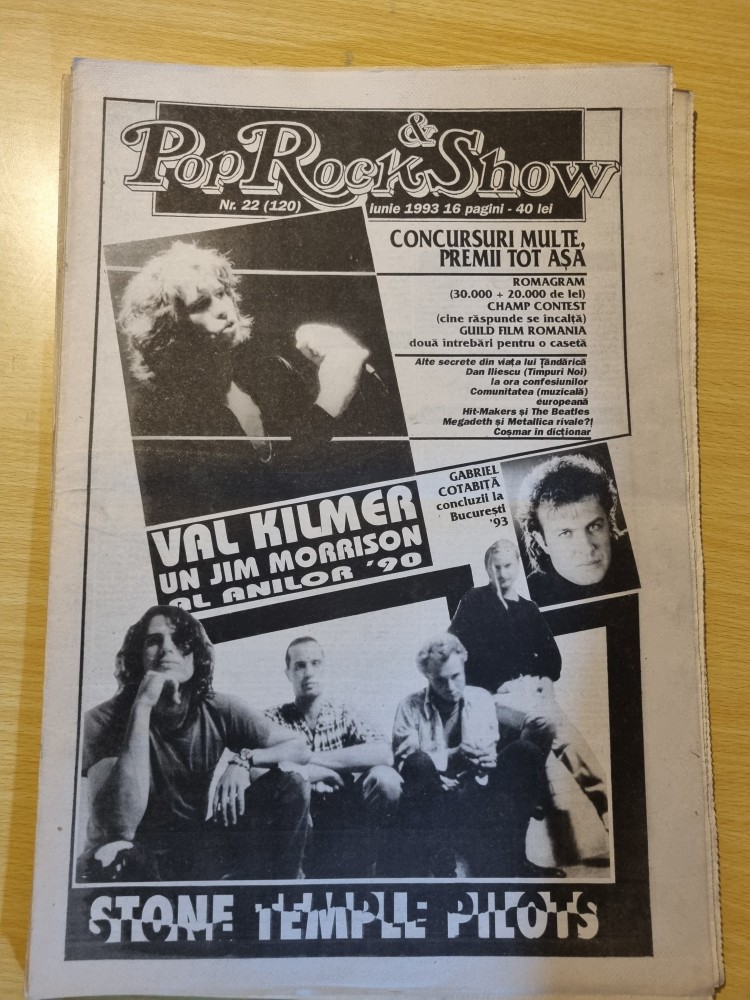 Pop Rock & Show
Nr. 22 (120)
iunie 1993 16 pagini - 40 lei
CONCURSURI MULTE,
PREMII TOT AȘA
ROMAGRAM
(30.000 + 20.000 de lei)
CHAMP CONTEST
(cine răspunde se incalță)
GUILD FILM ROMANIA
două intrebări pentru o casetă
Alte secrete din viața lui Țăndărică
Dan Iliescu (Timpuri Noi)
la ora confesiunilor
Comunitatea (muzicală)
europeană
Hit-Makers și The Beatles
Megadeth și Metallica rivale?!
Coșmar in dicționar
GABRIEL
COTABIȚĂ
concluzii la
București
'93
VAL KILMER
UN JIM MORRISON
AL ANILOR '90
STONE TEMPLE PILOTS